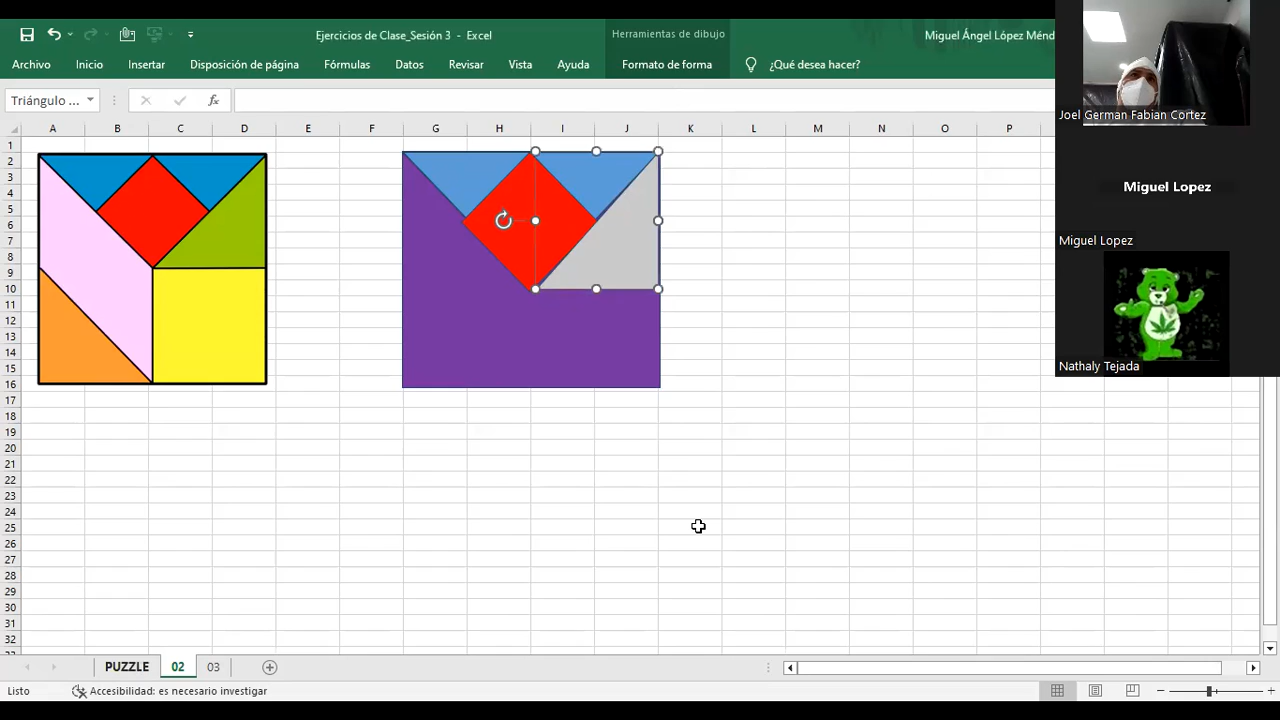 Ejercicios de Clase_Sesión 3 - Excel
Herramientas de dibujo
Miguel Ángel López Ménd
Archivo Inicio Insertar Disposición de página Fórmulas Datos Revisar Vista Ayuda Formato de forma ¿Qué desea hacer?
Triángulo ...
fx
A B C D E F G H I J K L M N O P
1
2
3
4
5
6
7
8
9
10
11
12
13
14
15
16
17
18
19
20
21
22
23
24
25
26
27
28
29
30
31
32
Joel German Fabian Cortez
Miguel Lopez
Miguel Lopez
Nathaly Tejada
PUZZLE 02 03
Listo Accesibilidad: es necesario investigar